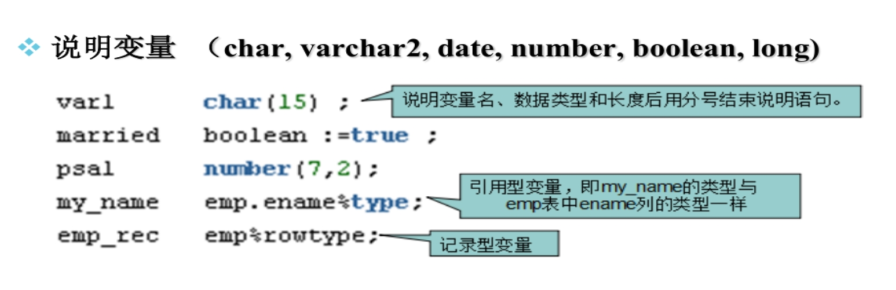 说明变量 （char, varchar2, date, number, boolean, long)
varl char(15) ;
说明变量名、数据类型和长度后用分号结束说明语句。
married boolean :=true ;
psal number(7,2);
my_name emp.ename%type;
引用型变量，即my_name的类型与
emp表中ename列的类型一样
emp_rec emp%rowtype;
记录型变量